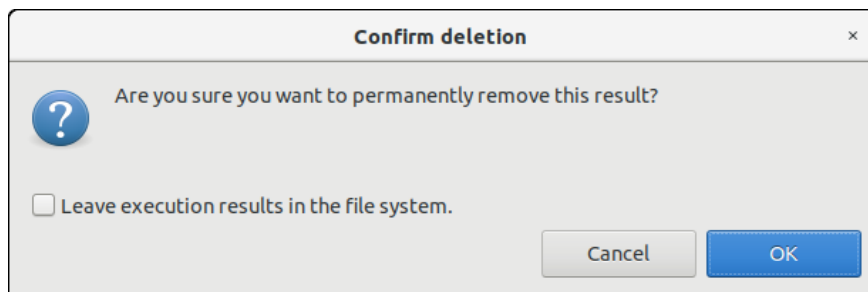 Confirm deletion
×
Are you sure you want to permanently remove this result?
?
Leave execution results in the file system.
Cancel OK